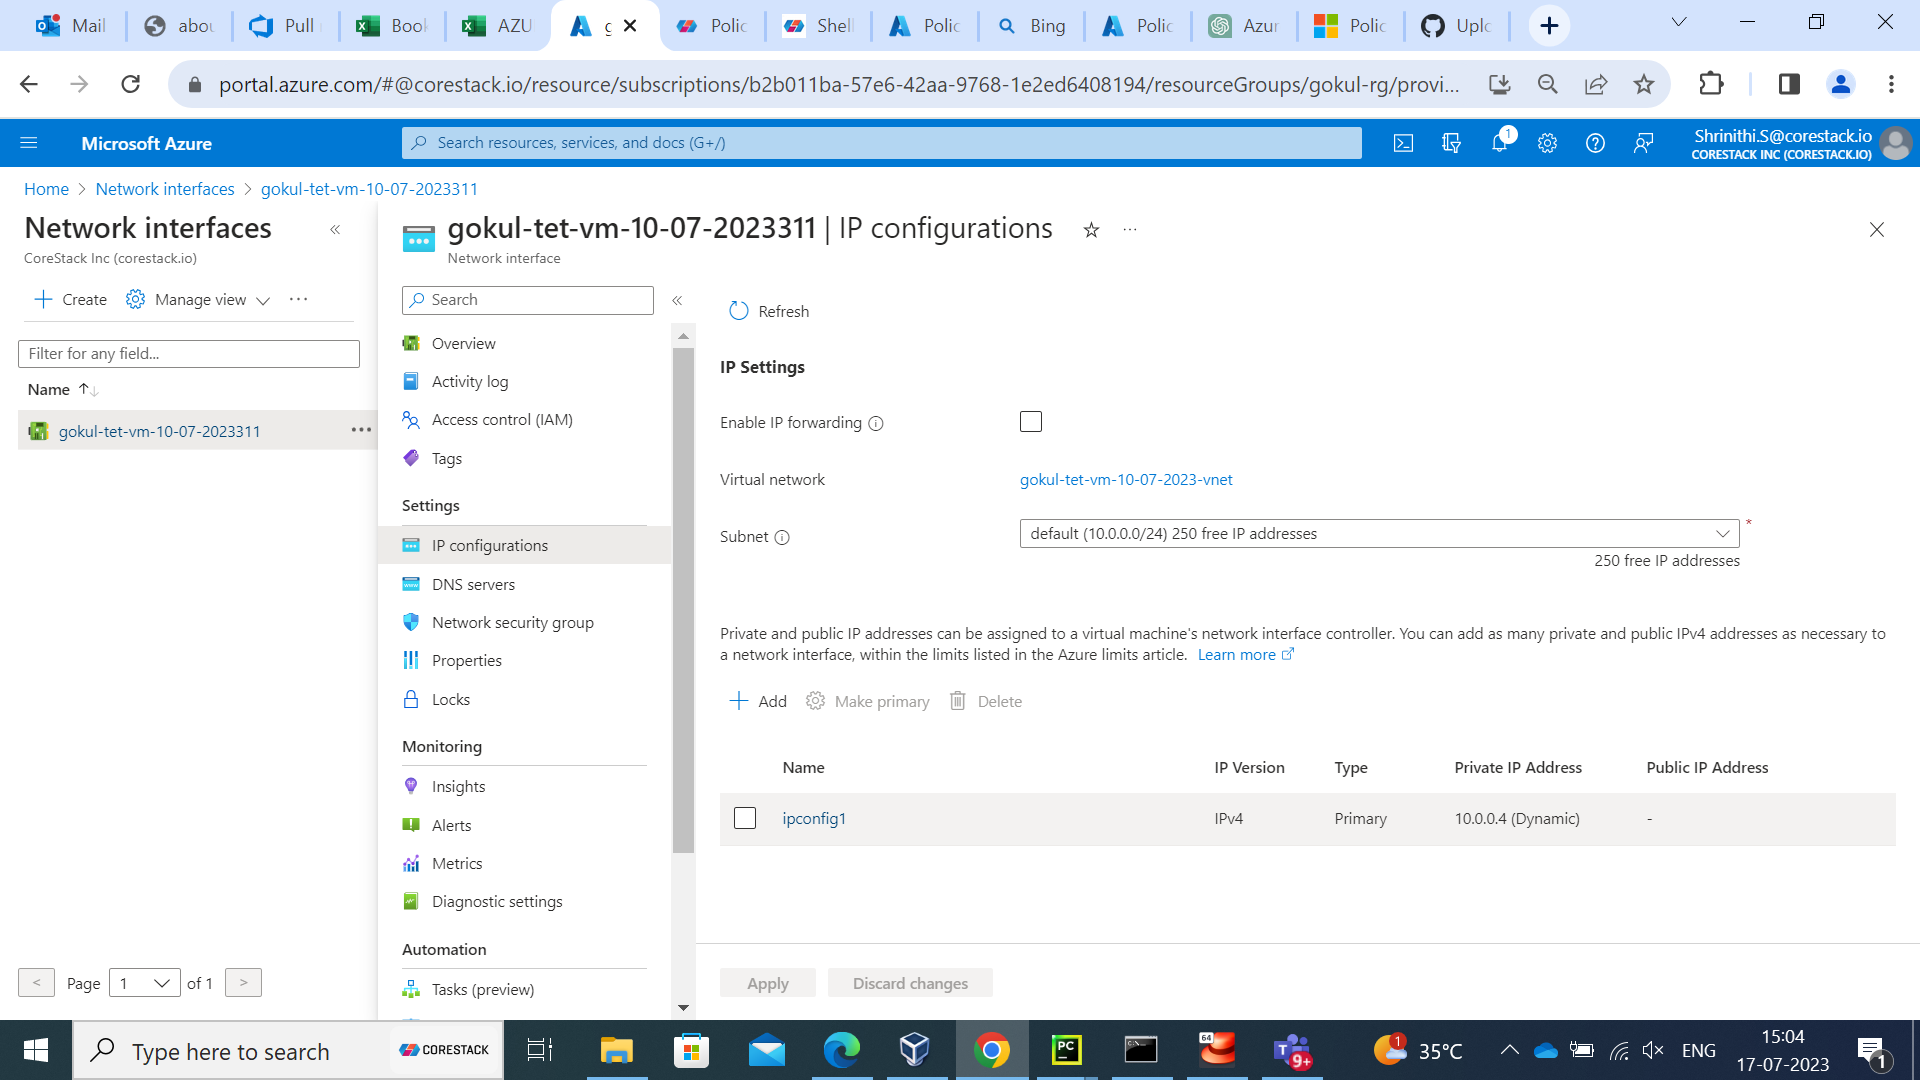 Mail
abou
Pull
Book
AZU
g
Polic
Shell
Polic
Bing
Polic
Azur
Polic
Uplo
portal.azure.com/#@corestack.io/resource/subscriptions/b2b011ba-57e6-42aa-9768-1e2ed6408194/resourceGroups/gokul-rg/provi...
Microsoft Azure
Search resources, services, and docs (G+/)
1
Shrinithi.S@corestack.io
CORESTACK INC (CORESTACK.IO)
Home > Network interfaces > gokul-tet-vm-10-07-2023311
Network interfaces
CoreStack Inc (corestack.io)
Create
Manage view
Filter for any field...
Name
gokul-tet-vm-10-07-2023311
< Page 1 of 1 >
gokul-tet-vm-10-07-2023311 | IP configurations
Network interface
Search
Overview
Activity log
Access control (IAM)
Tags
Settings
IP configurations
DNS servers
Network security group
Properties
Locks
Monitoring
Insights
Alerts
Metrics
Diagnostic settings
Automation
Tasks (preview)
Refresh
IP Settings
Enable IP forwarding
Virtual network
gokul-tet-vm-10-07-2023-vnet
Subnet
default (10.0.0.0/24) 250 free IP addresses
*
250 free IP addresses
Private and public IP addresses can be assigned to a virtual machine's network interface controller. You can add as many private and public IPv4 addresses as necessary to
a network interface, within the limits listed in the Azure limits article. Learn more
Add
Make primary
Delete
Name IP Version Type Private IP Address Public IP Address
ipconfig1 IPv4 Primary 10.0.0.4 (Dynamic) -
Apply
Discard changes
Type here to search
CORESTACK
PC
64
T
9+
1
35°C
ENG
15:04
17-07-2023
1